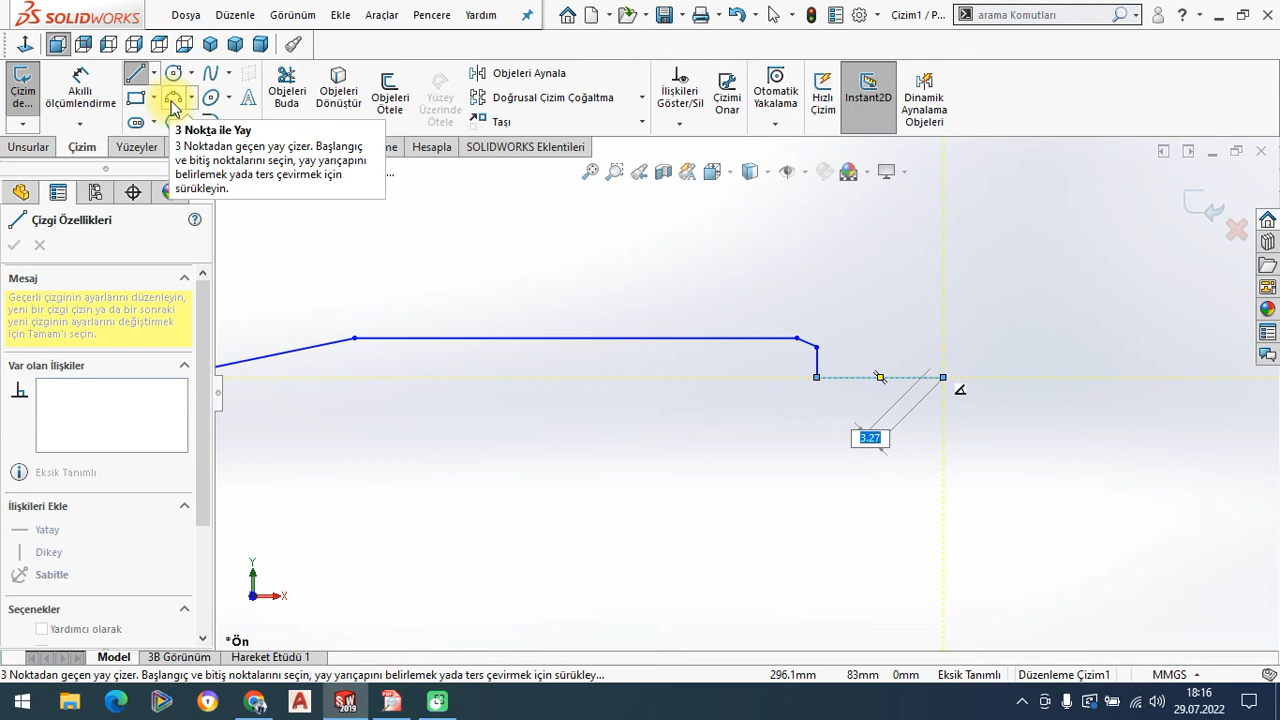 SOLIDWORKS
Dosya Düzenle Görünüm Ekle Araçlar Pencere Yardım
Çizim1 / P...
arama Komutları
Çizim de...
Akıllı ölçümlendirme
Objeleri Buda
Objeleri Dönüştür
Objeleri Ötele
Yüzey Üzerinde Ötele
Objeleri Aynala
Doğrusal Çizim Çoğaltma
Taşı
İlişkileri Göster/Sil
Çizimi Onar
Otomatik Yakalama
Hızlı Çizim
Instant2D
Dinamik Aynalama Objeleri
3 Nokta ile Yay
3 Noktadan geçen yay çizer. Başlangıç
ve bitiş noktalarını seçin, yay yarıçapını
belirlemek yada ters çevirmek için
sürükleyin.
Unsurlar Çizim Yüzeyler
me Hesapla SOLIDWORKS Eklentileri
Çizgi Özellikleri
Mesaj
Geçerli çizginin ayarlarını düzenleyin,
yeni bir çizgi çizin ya da bir sonraki
yeni çizginin ayarlarını değiştirmek
için Tamam'ı seçin.
Var olan İlişkiler
Eksik Tanımlı
İlişkileri Ekle
Yatay
Dikey
Sabitle
Seçenekler
Yardımcı olarak
3.27
Y
X
*Ön
Model 3B Görünüm Hareket Etüdü 1
3 Noktadan geçen yay çizer. Başlangıç ve bitiş noktalarını seçin, yay yarıçapını belirlemek yada ters çevirmek için sürükley... 296.1mm 83mm 0mm Eksik Tanımlı Düzenleme Çizim1 MMGS
SW 2019
18:16
29.07.2022